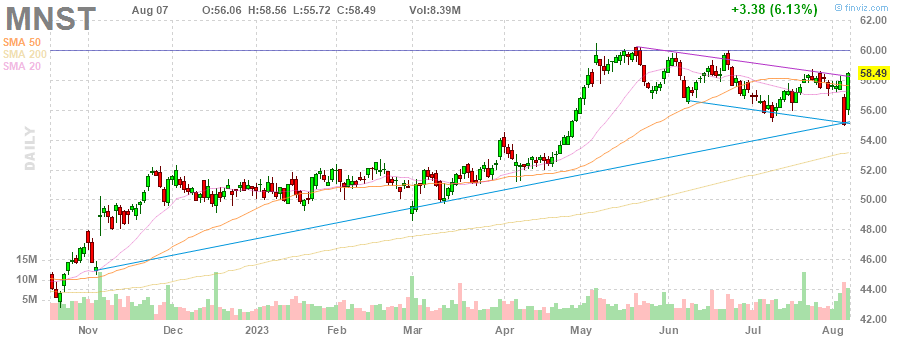 MNST Aug 07 O:56.06 H:58.56 L:55.72 C:58.49 Vol:8.39M +3.38 (6.13%) © finviz.com
SMA 50
SMA 200
SMA 20
DAILY
62.00
60.00
58.49
58.00
56.00
54.00
52.00
50.00
48.00
46.00
44.00
42.00
15M
10M
5M
Nov Dec 2023 Feb Mar Apr May Jun Jul Aug